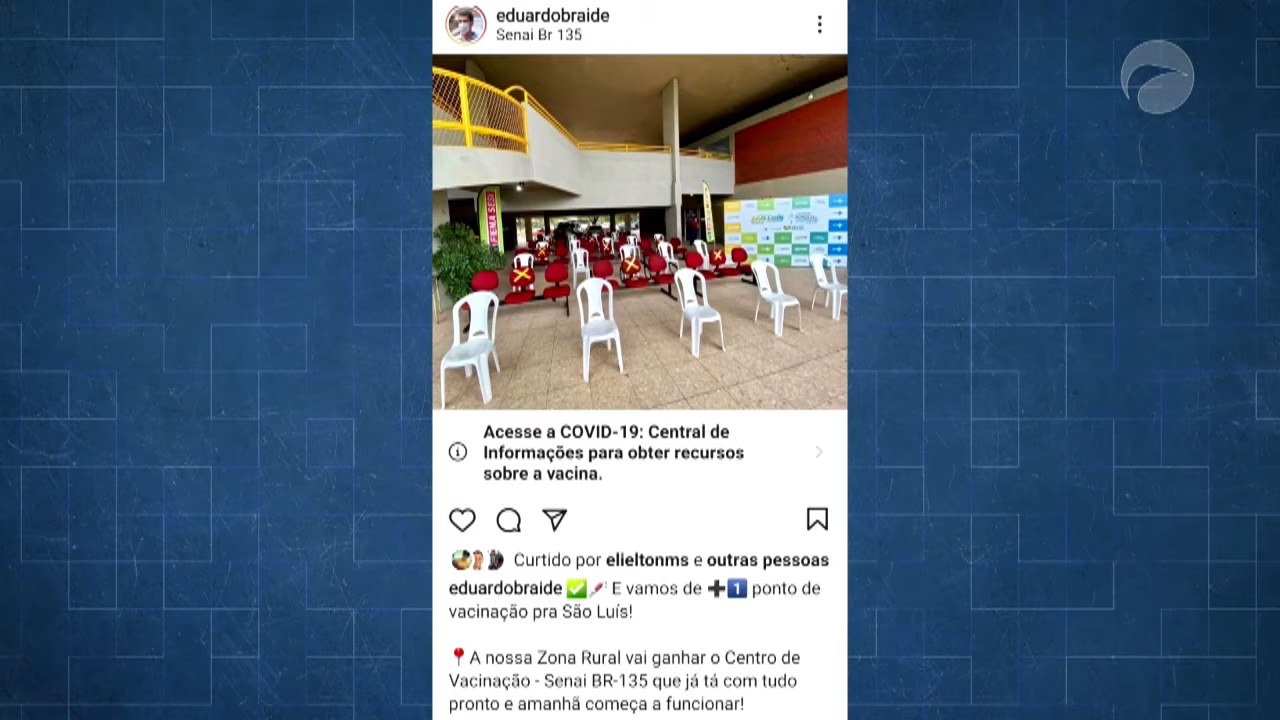 eduardobraide
Senai Br 135
FIEMA SESI
Acesse a COVID-19: Central de
Informações para obter recursos
sobre a vacina.
Curtido por elieltonms e outras pessoas
eduardobraide ✅💉 E vamos de ➕1️⃣ ponto de
vacinação pra São Luís!
📍A nossa Zona Rural vai ganhar o Centro de
Vacinação - Senai BR-135 que já tá com tudo
pronto e amanhã começa a funcionar!